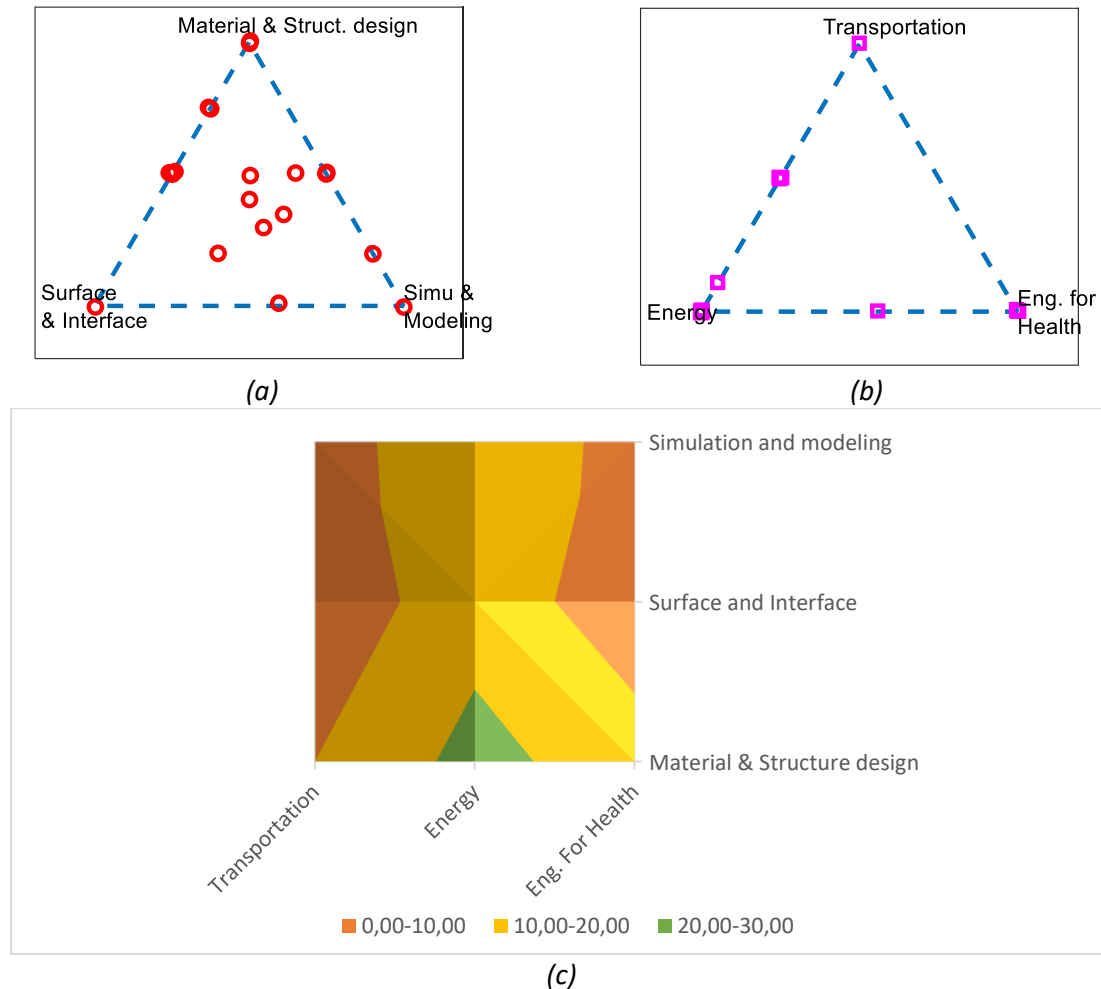 Material & Struct. design
Surface
& Interface
Simu &
Modeling
(a)
Transportation
Energy
Eng. for
Health
(b)
Simulation and modeling
Surface and Interface
Material & Structure design
Transportation
Energy
Eng. For Health
0,00-10,00
10,00-20,00
20,00-30,00
(c)